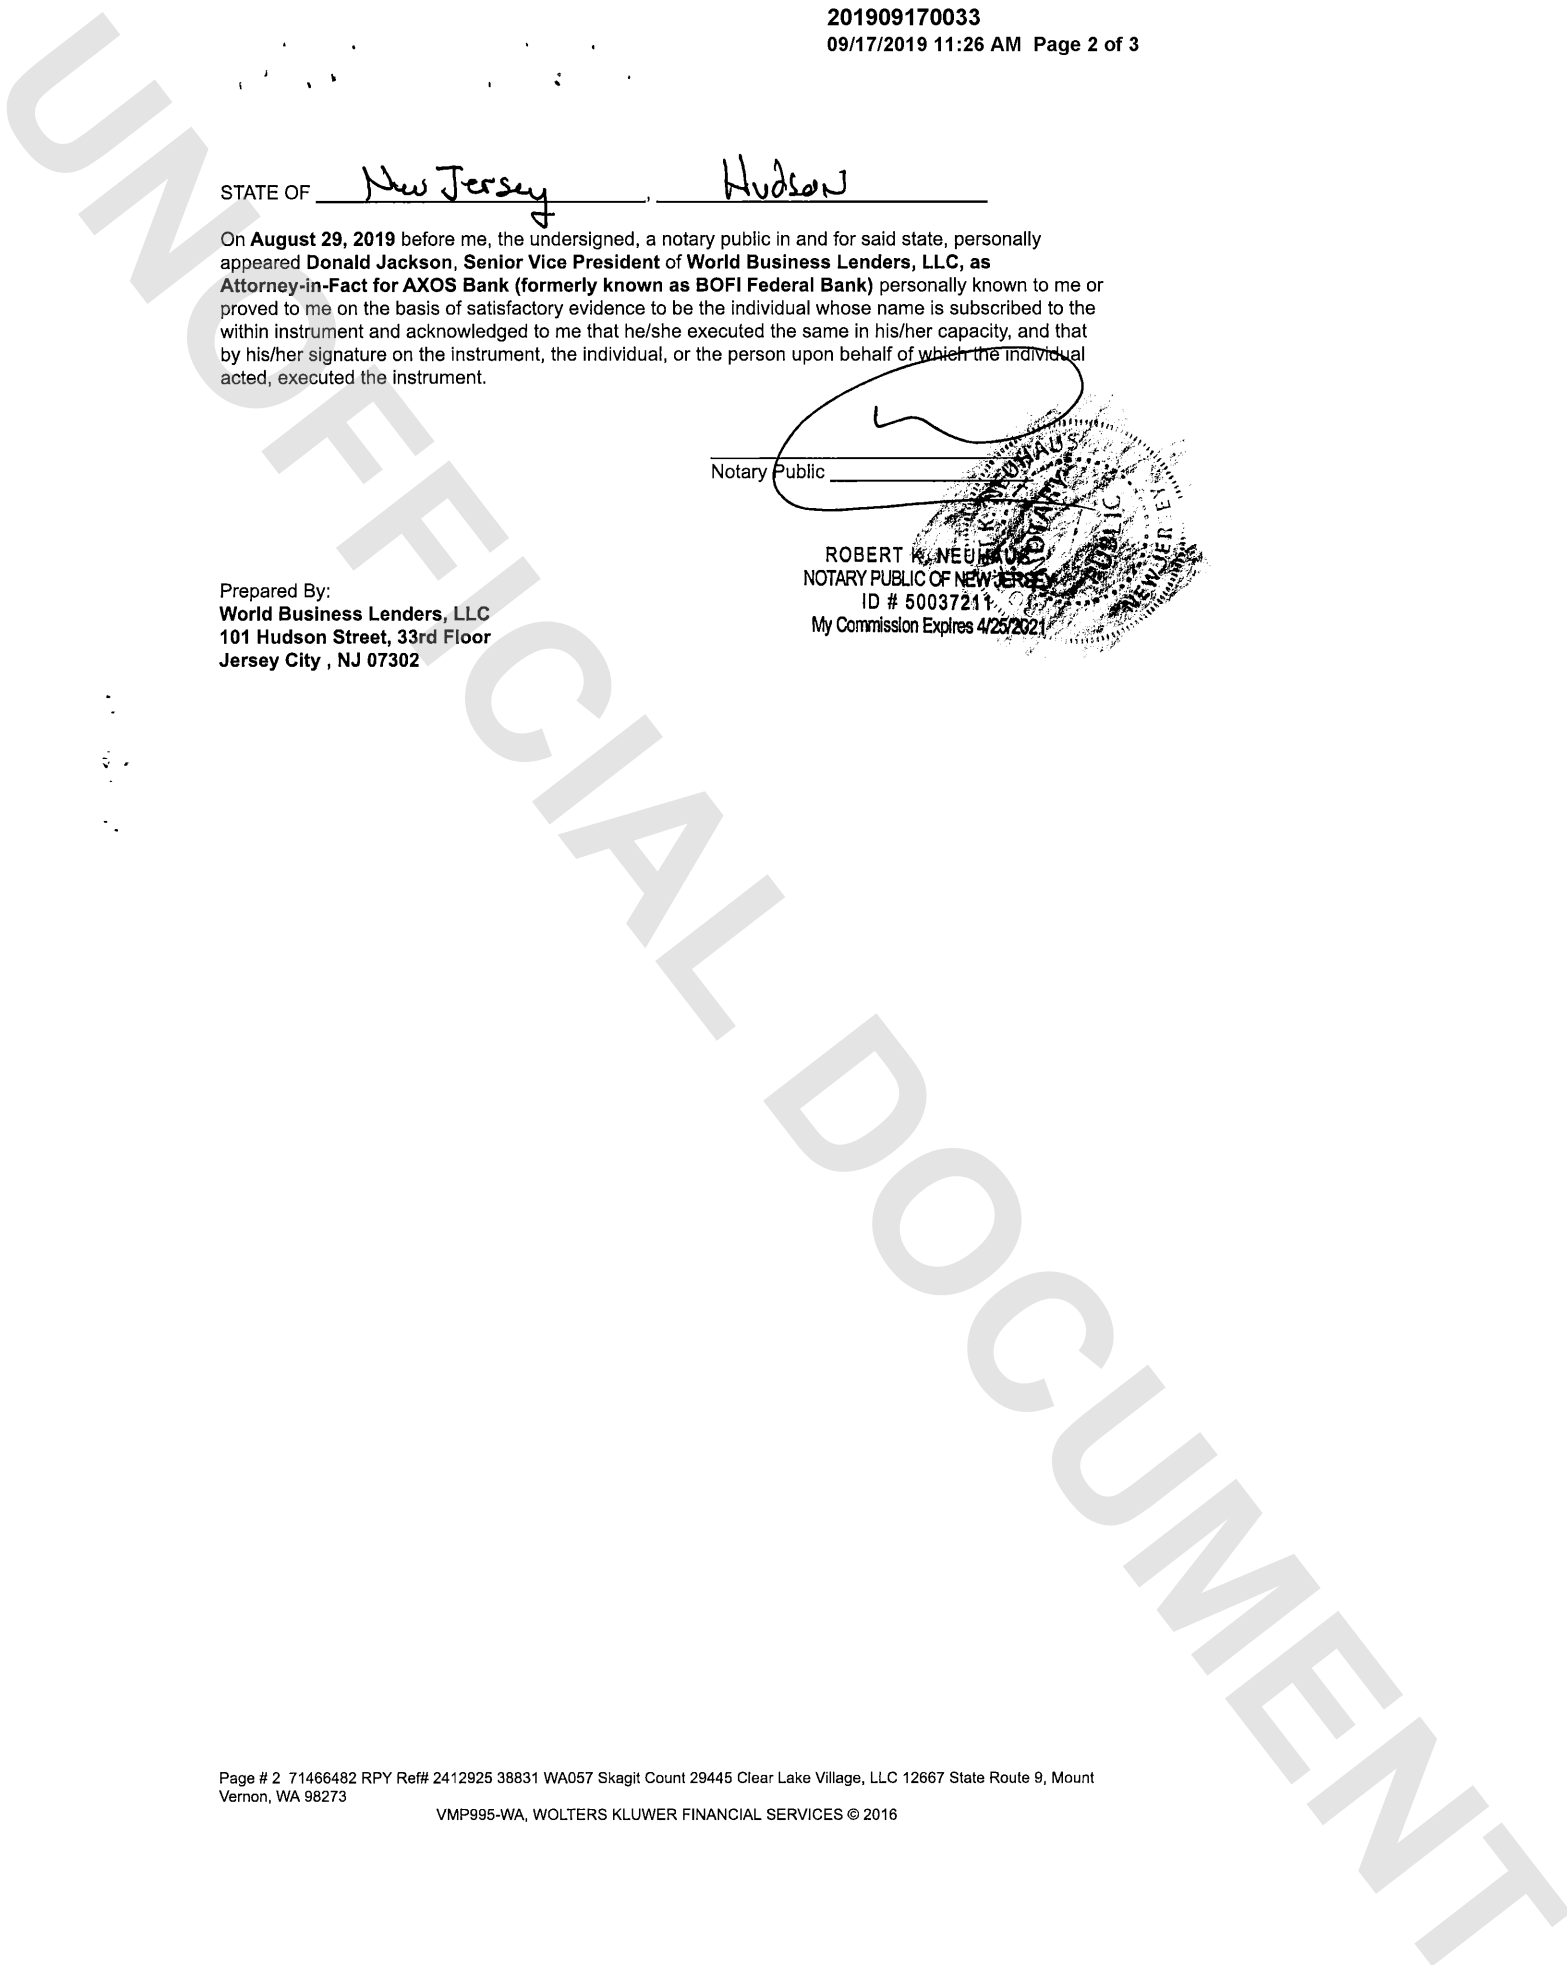 201909170033
09/17/2019 11:26 AM Page 2 of 3
STATE OF New Jersey, Hudson
On August 29, 2019 before me, the undersigned, a notary public in and for said state, personally
appeared Donald Jackson, Senior Vice President of World Business Lenders, LLC, as
Attorney-in-Fact for AXOS Bank (formerly known as BOFI Federal Bank) personally known to me or
proved to me on the basis of satisfactory evidence to be the individual whose name is subscribed to the
within instrument and acknowledged to me that he/she executed the same in his/her capacity, and that
by his/her signature on the instrument, the individual, or the person upon behalf of which the individual
acted, executed the instrument.
Notary Public
ROBERT K. NEUHAUS
NOTARY PUBLIC OF NEW JERSEY
ID # 50037211
My Commission Expires 4/25/2021
K. NEUHAUS
NOTARY
PUBLIC
NEW JER EY
Prepared By:
World Business Lenders, LLC
101 Hudson Street, 33rd Floor
Jersey City , NJ 07302
Page # 2 71466482 RPY Ref# 2412925 38831 WA057 Skagit Count 29445 Clear Lake Village, LLC 12667 State Route 9, Mount
Vernon, WA 98273
VMP995-WA, WOLTERS KLUWER FINANCIAL SERVICES © 2016
UNOFFICIAL DOCUMENT